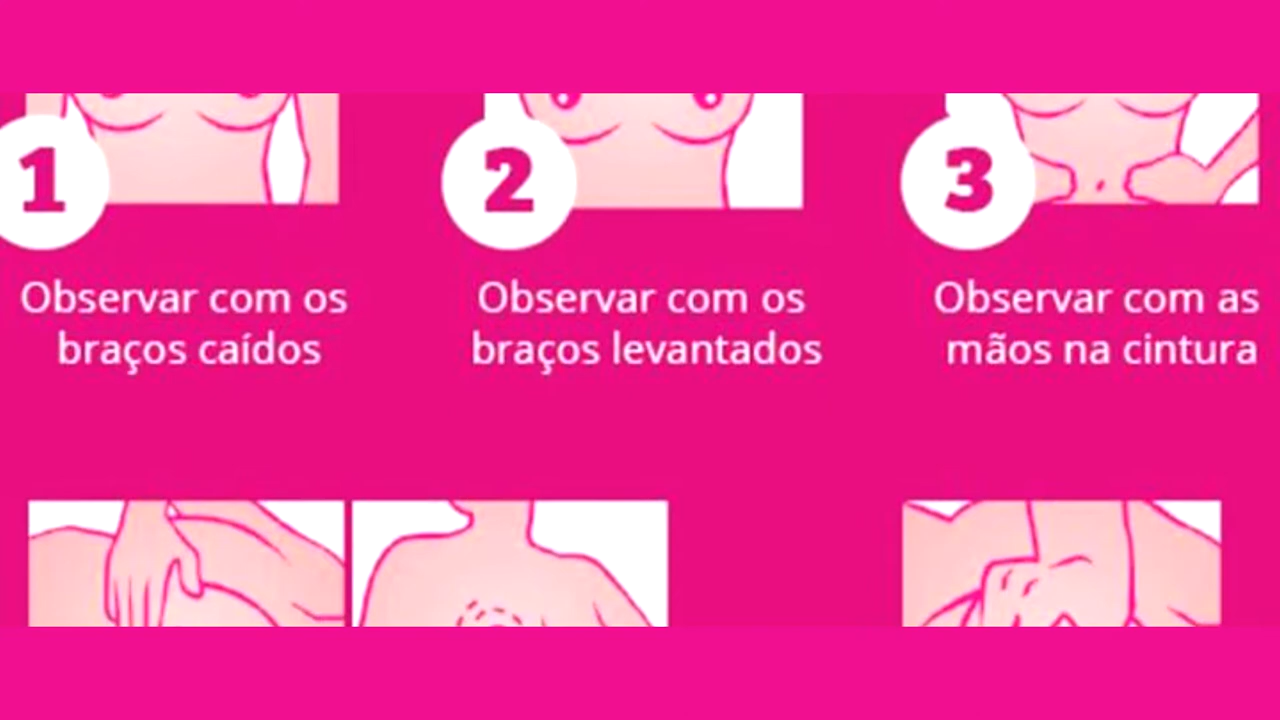 1
Observar com os
braços caídos
2
Observar com os
braços levantados
3
Observar com as
mãos na cintura